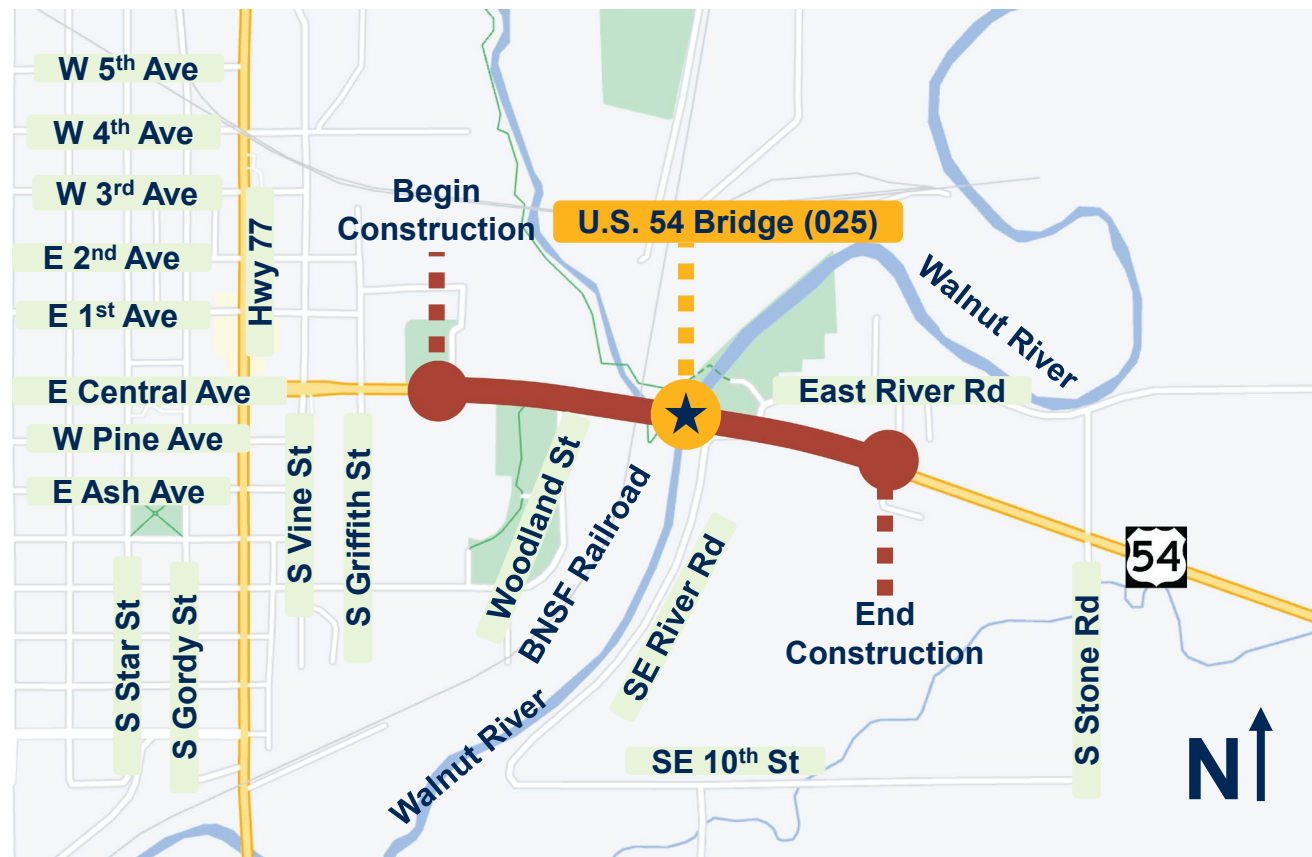 W 5th Ave
W 4th Ave
W 3rd Ave
E 2nd Ave
E 1st Ave
Hwy 77
Begin
Construction
U.S. 54 Bridge (025)
Walnut River
E Central Ave
East River Rd
W Pine Ave
E Ash Ave
S Vine St
S Griffith St
Woodland St
BNSF Railroad
SE River Rd
54
S Star St
S Gordy St
End
Construction
S Stone Rd
Walnut River
SE 10th St
N